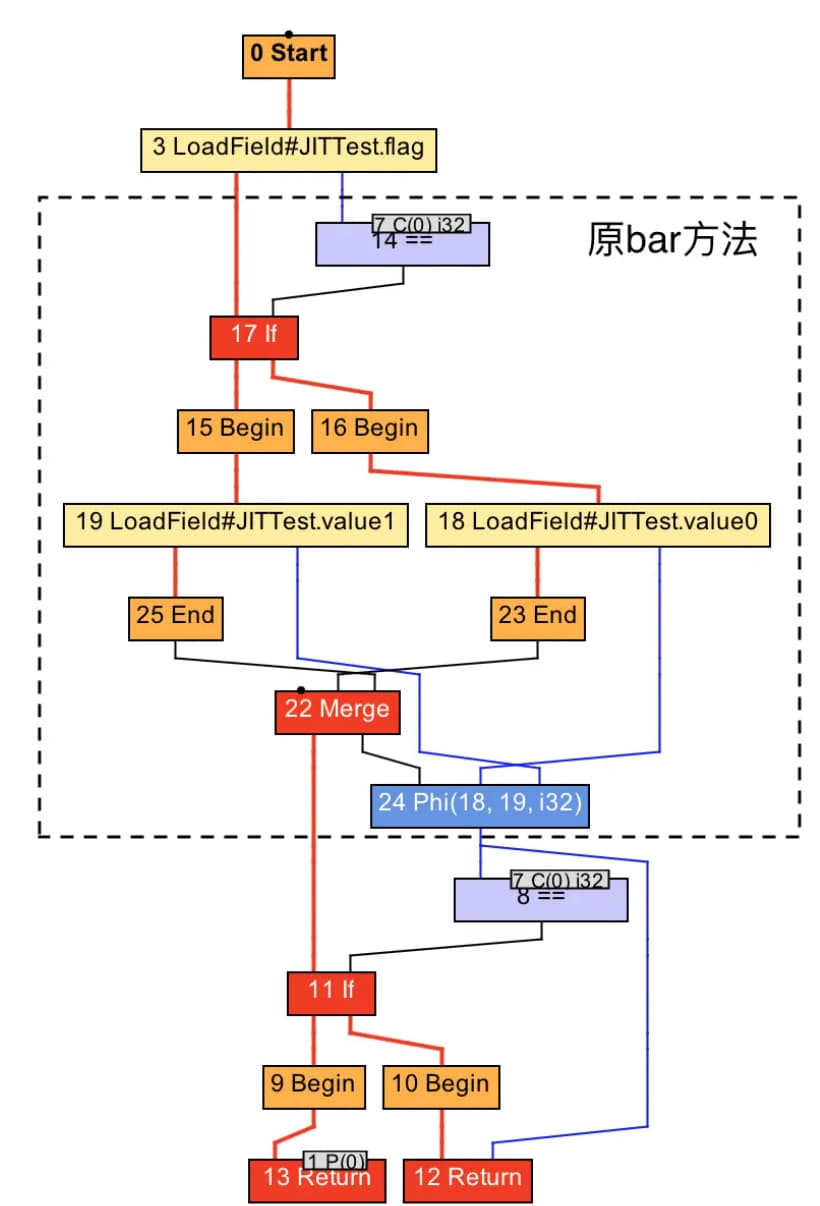 0 Start
3 LoadField#JITTest.flag
7 C(0) i32
14 ==
原bar方法
17 If
15 Begin
16 Begin
19 LoadField#JITTest.value1
18 LoadField#JITTest.value0
25 End
23 End
22 Merge
24 Phi(18, 19, i32)
7 C(0) i32
8 ==
11 If
9 Begin
10 Begin
1 P(0)
13 Return
12 Return